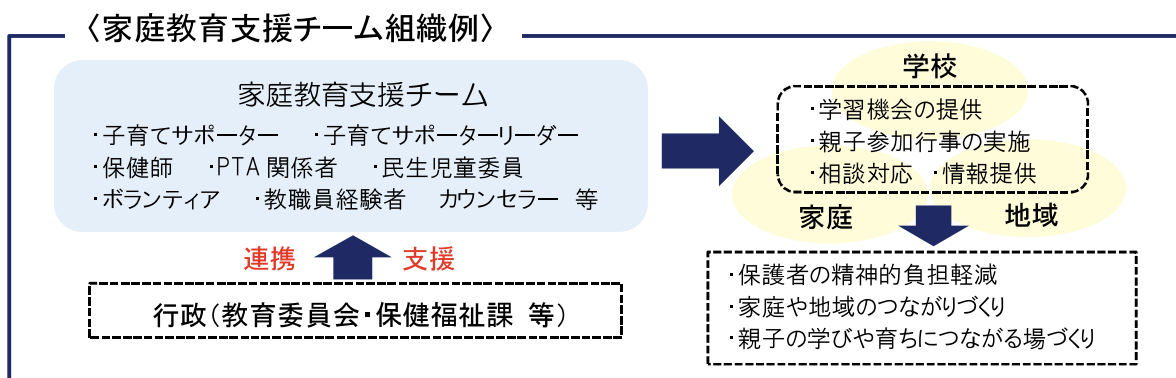 〈家庭教育支援チーム組織例〉
家庭教育支援チーム
・子育てサポーター ・子育てサポーターリーダー
・保健師 ・PTA 関係者 ・民生児童委員
・ボランティア ・教職員経験者 カウンセラー 等
連携 支援
行政(教育委員会・保健福祉課 等)
学校
・学習機会の提供
・親子参加行事の実施
・相談対応 ・情報提供
家庭 地域
・保護者の精神的負担軽減
・家庭や地域のつながりづくり
・親子の学びや育ちにつながる場づくり